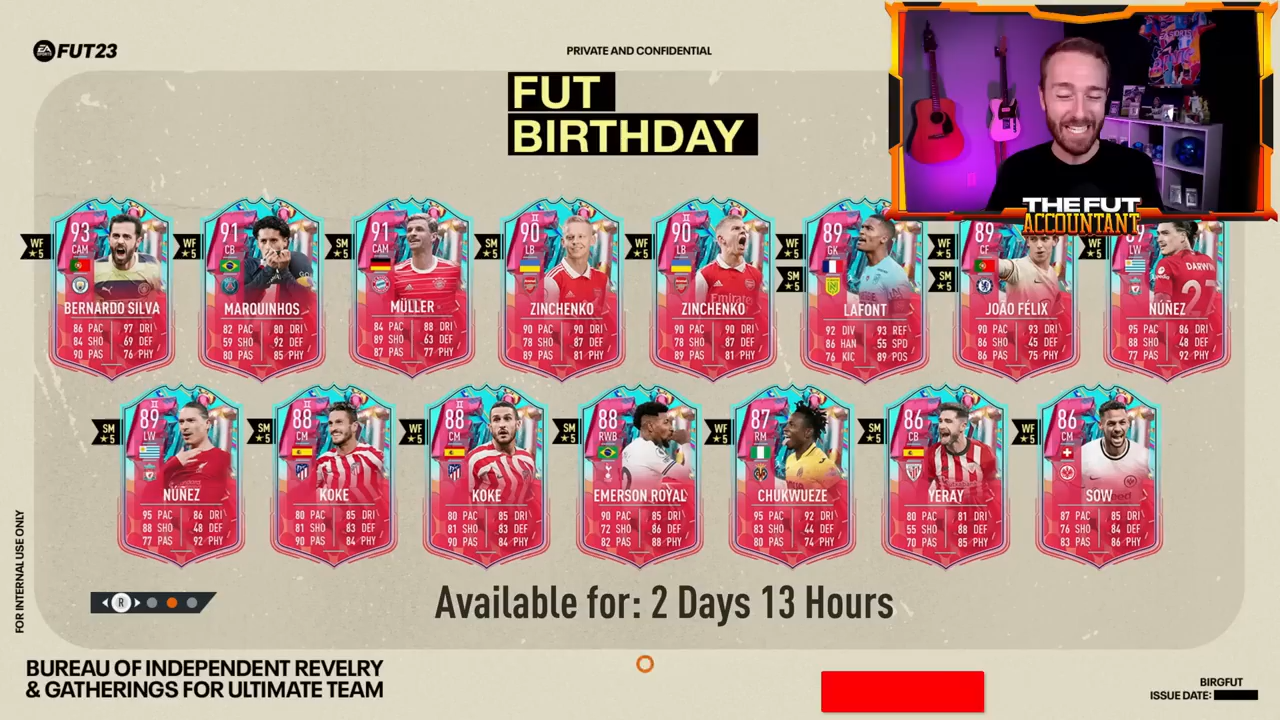 EA SPORTS FUT23
PRIVATE AND CONFIDENTIAL
FUT
BIRTHDAY
THE FUT
ACCOUNTANT
WF ★5
93
CAM
BERNARDO SILVA
86 PAC 97 DRI
84 SHO 69 DEF
90 PAS 76 PHY
WF ★5
91
CB
MARQUINHOS
82 PAC 80 DRI
59 SHO 92 DEF
80 PAS 85 PHY
SM ★5
91
CAM
MÜLLER
84 PAC 88 DRI
89 SHO 63 DEF
87 PAS 77 PHY
SM ★5
90
LB
ZINCHENKO
90 PAC 90 DRI
78 SHO 87 DEF
89 PAS 81 PHY
WF ★5
90
LB
ZINCHENKO
90 PAC 90 DRI
78 SHO 87 DEF
89 PAS 81 PHY
WF ★5
SM ★5
89
GK
LAFONT
92 DIV 93 REF
86 HAN 55 SPD
76 KIC 89 POS
WF ★5
SM ★5
89
CF
JOÃO FÉLIX
90 PAC 93 DRI
86 SHO 45 DEF
86 PAS 75 PHY
WF ★5
89
LW
DARWIN
27
NÚÑEZ
95 PAC 86 DRI
88 SHO 48 DEF
77 PAS 92 PHY
SM ★5
89
LW
NÚÑEZ
95 PAC 86 DRI
88 SHO 48 DEF
77 PAS 92 PHY
SM ★5
88
CM
KOKE
80 PAC 85 DRI
81 SHO 83 DEF
90 PAS 84 PHY
WF ★5
88
CM
KOKE
80 PAC 85 DRI
81 SHO 83 DEF
90 PAS 84 PHY
SM ★5
88
RWB
EMERSON ROYAL
90 PAC 85 DRI
72 SHO 86 DEF
82 PAS 88 PHY
WF ★5
87
RM
CHUKWUEZE
95 PAC 92 DRI
83 SHO 44 DEF
80 PAS 74 PHY
SM ★5
86
CB
YERAY
80 PAC 81 DRI
55 SHO 88 DEF
70 PAS 85 PHY
WF ★5
86
CM
SOW
87 PAC 85 DRI
76 SHO 84 DEF
83 PAS 86 PHY
FOR INTERNAL USE ONLY
R
Available for: 2 Days 13 Hours
BUREAU OF INDEPENDENT REVELRY
& GATHERINGS FOR ULTIMATE TEAM
BIRGFUT
ISSUE DATE: